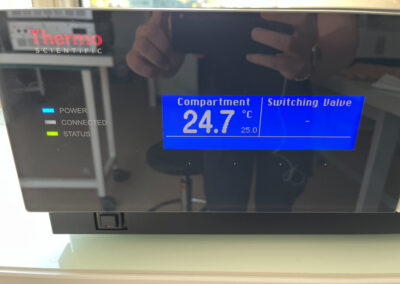 Thermo
SCIENTIFIC
POWER
CONNECTED
STATUS
Compartment
24.7 °C
25.0
Switching Valve
-